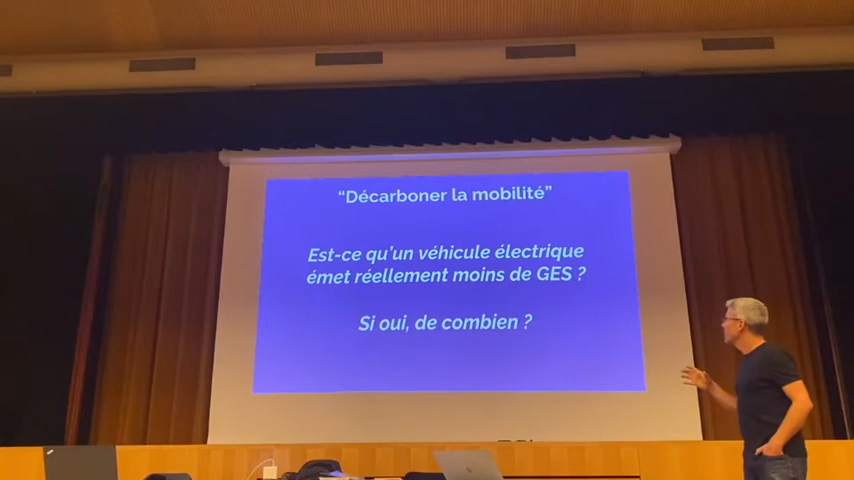 “Décarboner la mobilité”
Est-ce qu’un véhicule électrique
émet réellement moins de GES ?
Si oui, de combien ?